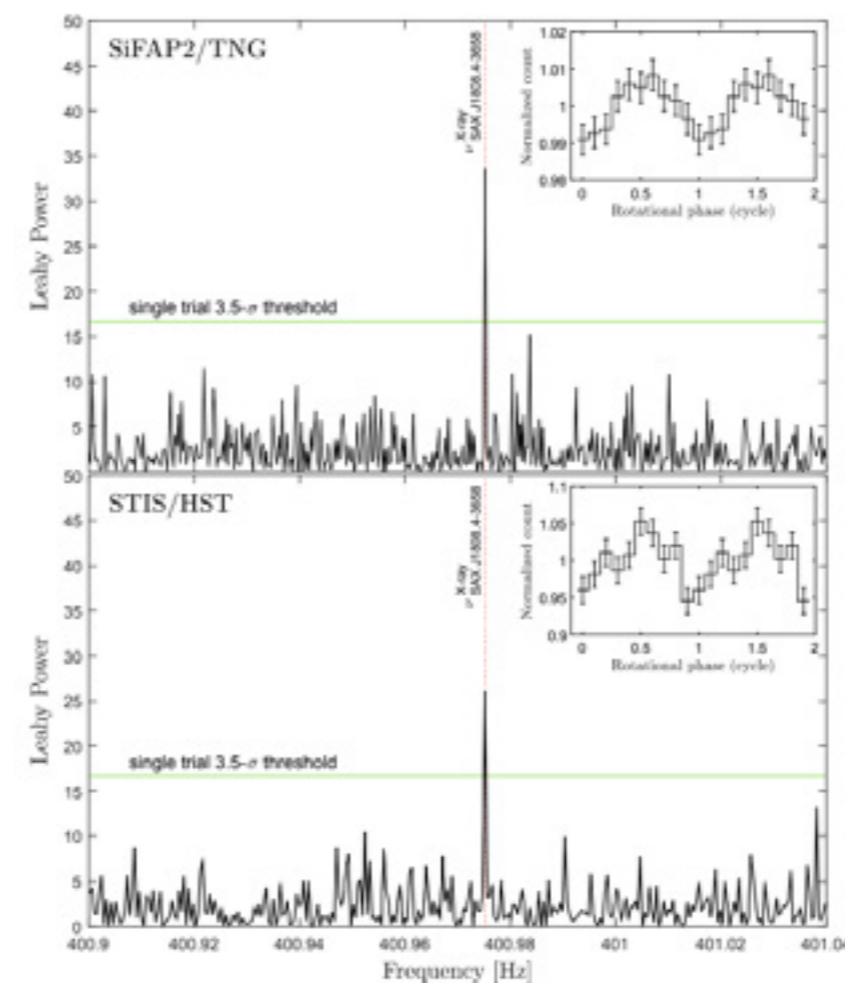 SiFAP2/TNG
50
45
40
35
30
25
20
15
10
5
Leahy Power
single trial 3.5-σ threshold
ν X-ray SAX J1808.4-3658
1.02
1.01
1
0.99
0.98
Normalized count
0 0.5 1 1.5 2
Rotational phase (cycle)
STIS/HST
50
45
40
35
30
25
20
15
10
5
0
Leahy Power
single trial 3.5-σ threshold
ν X-ray SAX J1808.4-3658
1.1
1.05
1
0.95
0.9
Normalized count
0 0.5 1 1.5 2
Rotational phase (cycle)
400.9 400.92 400.94 400.96 400.98 401 401.02 401.04
Frequency [Hz]